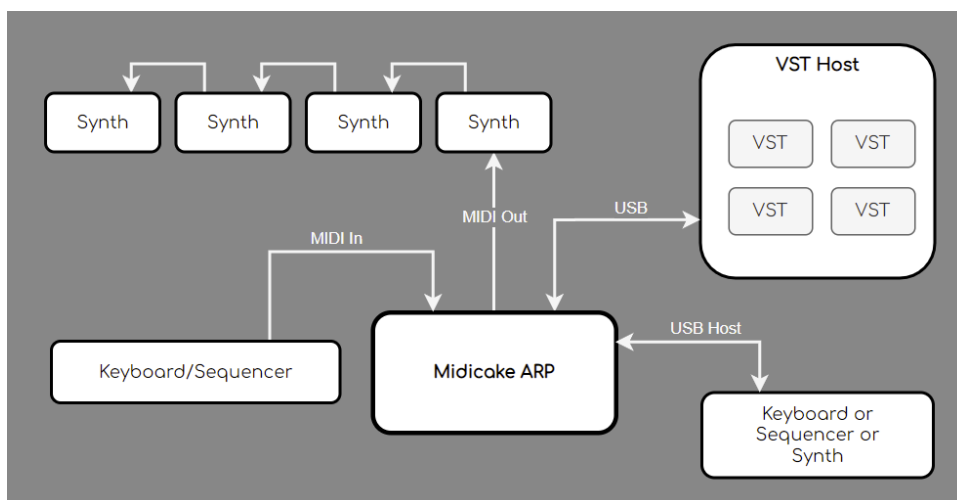 VST Host
Synth
Synth
Synth
Synth
VST
VST
VST
VST
MIDI Out
USB
MIDI In
USB Host
Keyboard/Sequencer
Midicake ARP
Keyboard or
Sequencer or
Synth